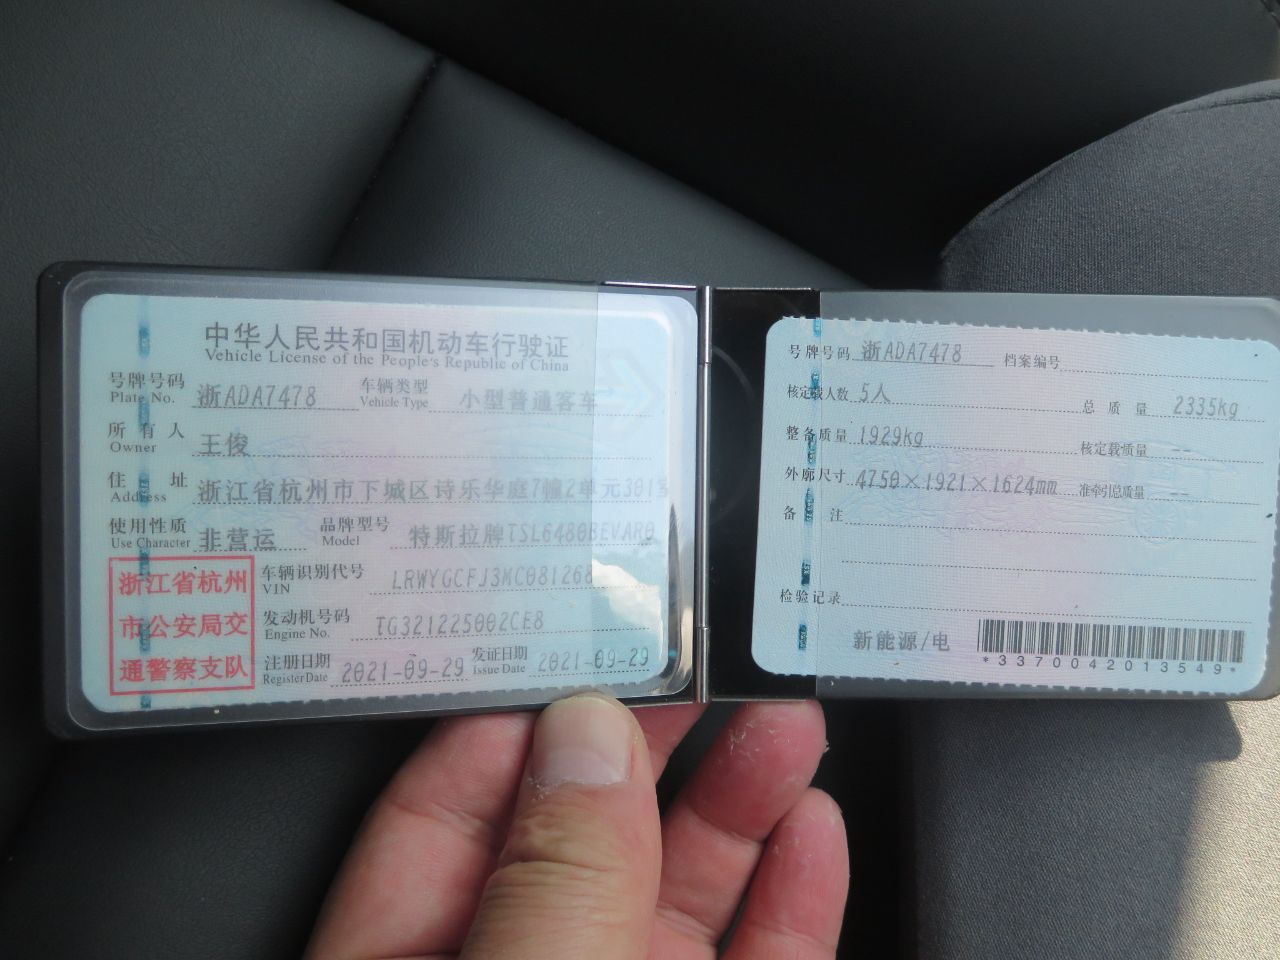 中华人民共和国机动车行驶证
Vehicle License of the People's Republic of China
号牌号码 浙ADA7478 车辆类型 小型普通客车
Plate No. Vehicle Type
所有人 王俊
Owner
住址 浙江省杭州市下城区诗乐华庭7幢2单元301室
Address
使用性质 非营运 品牌型号 特斯拉牌TSL6480BEVAR0
Use Character Model
浙江省杭州
市公安局交
通警察支队
车辆识别代号 LRWYGCFJ3MC081268
VIN
发动机号码 TG321225002CE8
Engine No.
注册日期 2021-09-29 发证日期 2021-09-29
Register Date Issue Date
号牌号码 浙ADA7478 档案编号
核定载人数 5人 总质量 2335kg
整备质量 1929kg 核定载质量 --
外廓尺寸 4750×1921×1624mm 准牵引总质量 --
备注
检验记录
新能源/电
*3370042013549*